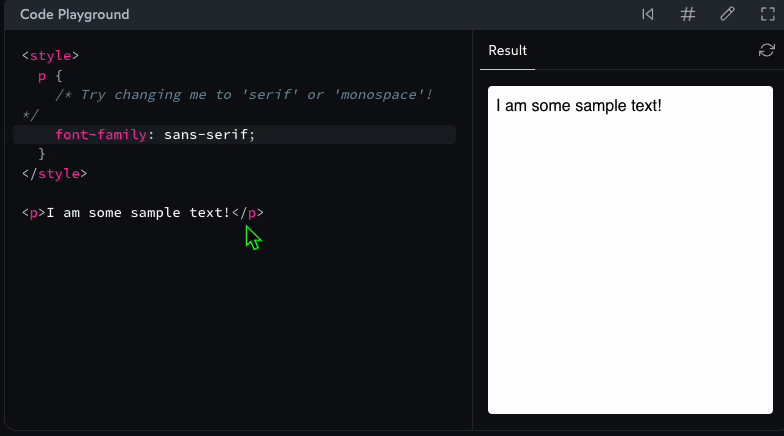 Code Playground
<style>
p {
/* Try changing me to 'serif' or 'monospace'!
*/
font-family: sans-serif;
}
</style>
<p>I am some sample text!</p>
Result
I am some sample text!